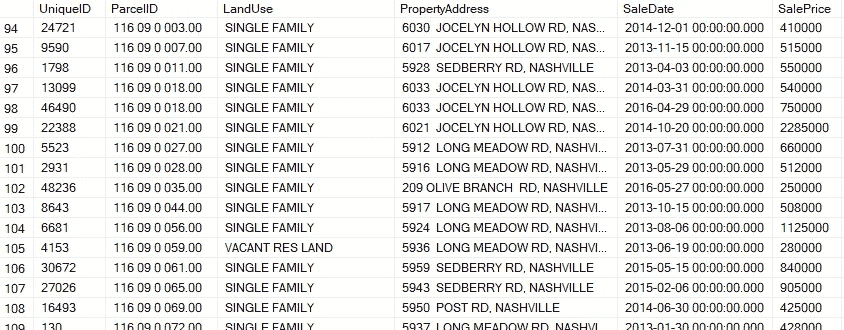 UniqueID ParcelID LandUse PropertyAddress SaleDate SalePrice
94 24721 116 09 0 003.00 SINGLE FAMILY 6030 JOCELYN HOLLOW RD, NAS... 2014-12-01 00:00:00.000 410000
95 9590 116 09 0 007.00 SINGLE FAMILY 6017 JOCELYN HOLLOW RD, NAS... 2013-11-15 00:00:00.000 515000
96 1798 116 09 0 011.00 SINGLE FAMILY 5928 SEDBERRY RD, NASHVILLE 2013-04-03 00:00:00.000 550000
97 13099 116 09 0 018.00 SINGLE FAMILY 6033 JOCELYN HOLLOW RD, NAS... 2014-03-31 00:00:00.000 540000
98 46490 116 09 0 018.00 SINGLE FAMILY 6033 JOCELYN HOLLOW RD, NAS... 2016-04-29 00:00:00.000 750000
99 22388 116 09 0 021.00 SINGLE FAMILY 6021 JOCELYN HOLLOW RD, NAS... 2014-10-20 00:00:00.000 2285000
100 5523 116 09 0 027.00 SINGLE FAMILY 5912 LONG MEADOW RD, NASHVI... 2013-07-31 00:00:00.000 660000
101 2931 116 09 0 028.00 SINGLE FAMILY 5916 LONG MEADOW RD, NASHVI... 2013-05-29 00:00:00.000 512000
102 48236 116 09 0 035.00 SINGLE FAMILY 209 OLIVE BRANCH RD, NASHVILLE 2016-05-27 00:00:00.000 250000
103 8643 116 09 0 044.00 SINGLE FAMILY 5917 LONG MEADOW RD, NASHVI... 2013-10-15 00:00:00.000 508000
104 6681 116 09 0 056.00 SINGLE FAMILY 5924 LONG MEADOW RD, NASHVI... 2013-08-06 00:00:00.000 1125000
105 4153 116 09 0 059.00 VACANT RES LAND 5936 LONG MEADOW RD, NASHVI... 2013-06-19 00:00:00.000 280000
106 30672 116 09 0 061.00 SINGLE FAMILY 5959 SEDBERRY RD, NASHVILLE 2015-05-15 00:00:00.000 840000
107 27026 116 09 0 065.00 SINGLE FAMILY 5943 SEDBERRY RD, NASHVILLE 2015-02-06 00:00:00.000 905000
108 16493 116 09 0 069.00 SINGLE FAMILY 5950 POST RD, NASHVILLE 2014-06-30 00:00:00.000 425000
109 130 116 09 0 072.00 SINGLE FAMILY 5937 LONG MEADOW RD, NASHVI... 2013-01-30 00:00:00.000 428000